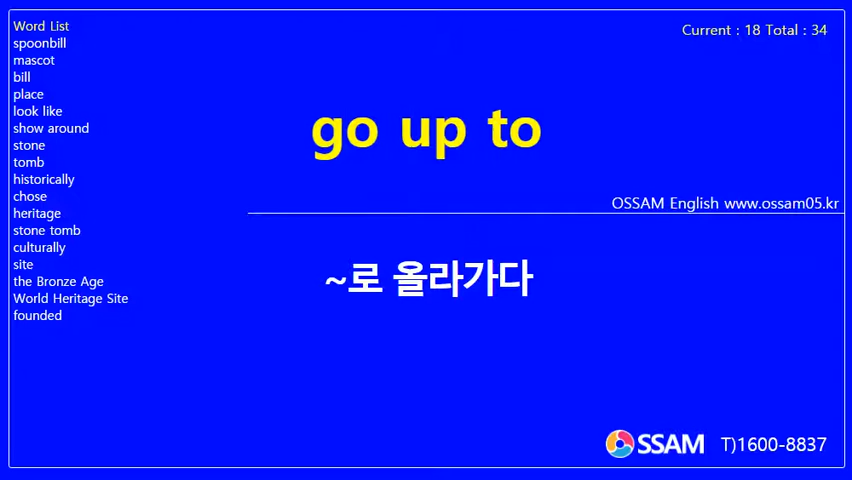 Word List
spoonbill
mascot
bill
place
look like
show around
stone
tomb
historically
chose
heritage
stone tomb
culturally
site
the Bronze Age
World Heritage Site
founded
Current : 18 Total : 34
go up to
OSSAM English www.ossam05.kr
~로 올라가다
OSSAM T)1600-8837